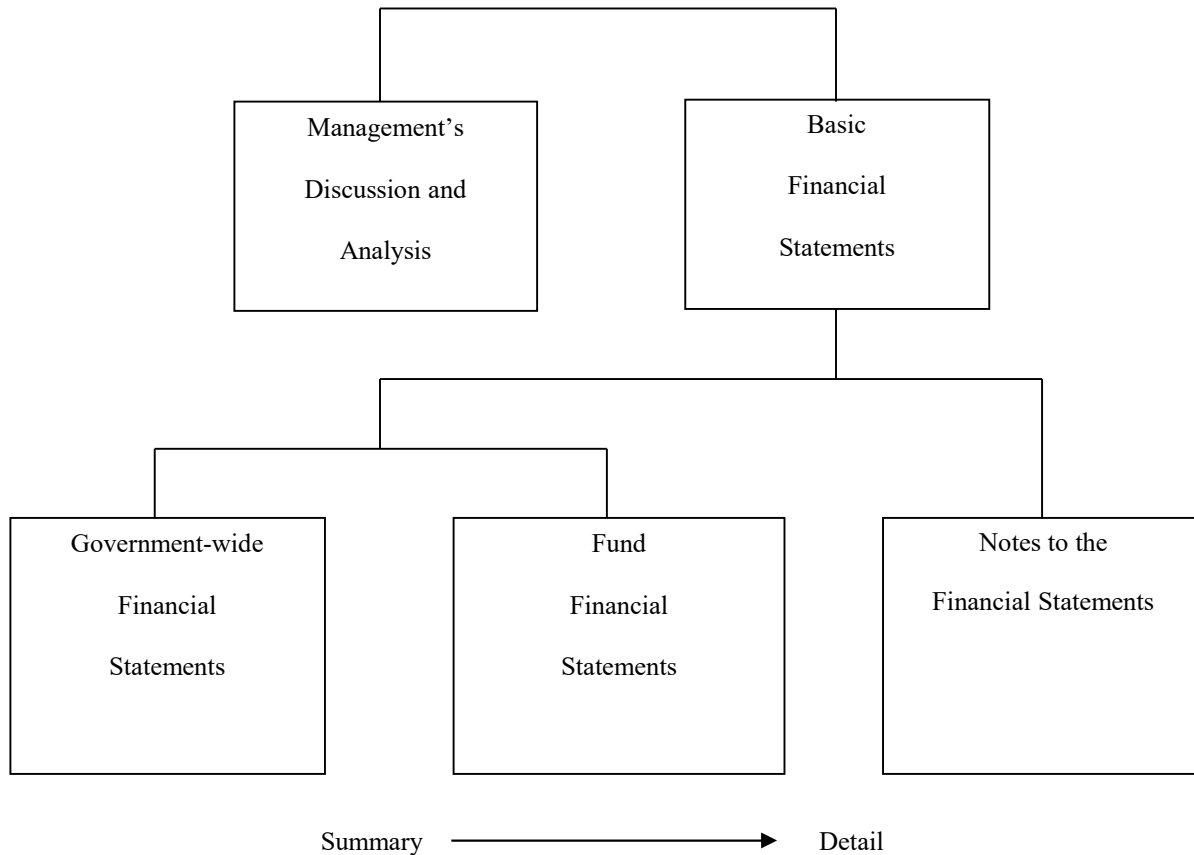 Management’s
Discussion and
Analysis
Basic
Financial
Statements
Government-wide
Financial
Statements
Fund
Financial
Statements
Notes to the
Financial Statements
Summary
Detail